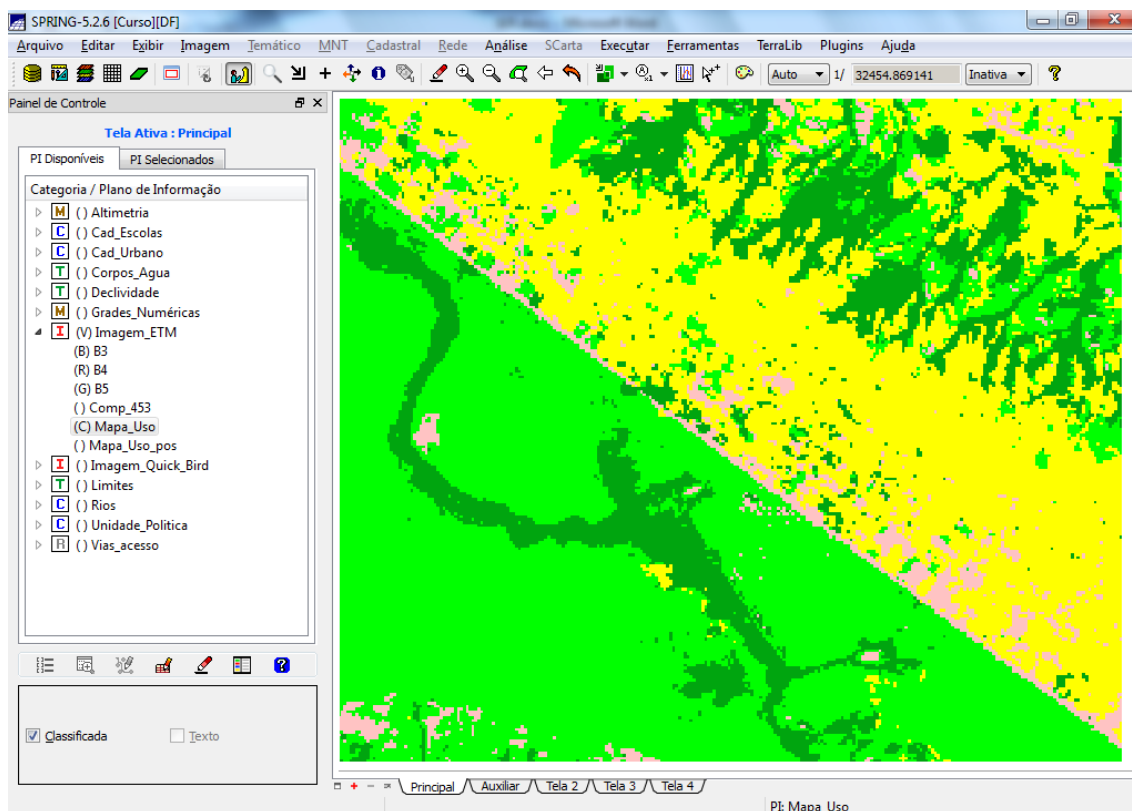 SPRING-5.2.6 [Curso][DF]
Arquivo Editar Exibir Imagem Temático MNT Cadastral Rede Análise SCarta Executar Ferramentas TerraLib Plugins Ajuda
Auto 1/ 32454.869141 Inativa
Painel de Controle
Tela Ativa : Principal
PI Disponíveis PI Selecionados
Categoria / Plano de Informação
M ( ) Altimetria
C ( ) Cad_Escolas
C ( ) Cad_Urbano
T ( ) Corpos_Agua
T ( ) Declividade
M ( ) Grades_Numéricas
I (V) Imagem_ETM
(B) B3
(R) B4
(G) B5
( ) Comp_453
(C) Mapa_Uso
( ) Mapa_Uso_pos
I ( ) Imagem_Quick_Bird
T ( ) Limites
C ( ) Rios
C ( ) Unidade_Politica
R ( ) Vias_acesso
Classificada Texto
Principal Auxiliar Tela 2 Tela 3 Tela 4
PI: Mapa_Uso